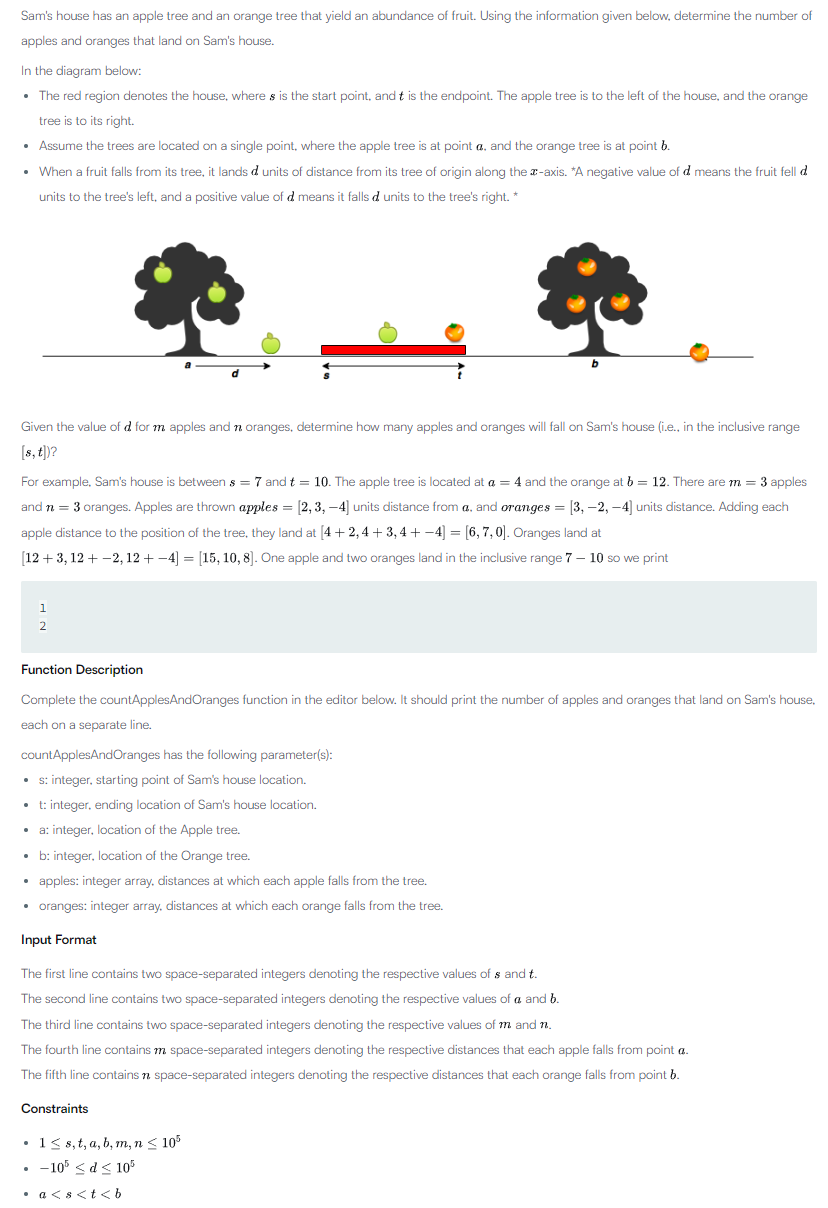 Sam's house has an apple tree and an orange tree that yield an abundance of fruit. Using the information given below, determine the number of
apples and oranges that land on Sam's house.
In the diagram below:
• The red region denotes the house, where s is the start point, and t is the endpoint. The apple tree is to the left of the house, and the orange
tree is to its right.
• Assume the trees are located on a single point, where the apple tree is at point a, and the orange tree is at point b.
• When a fruit falls from its tree, it lands d units of distance from its tree of origin along the x-axis. *A negative value of d means the fruit fell d
units to the tree's left, and a positive value of d means it falls d units to the tree's right. *
a
d
s
t
b
Given the value of d for m apples and n oranges, determine how many apples and oranges will fall on Sam's house (i.e., in the inclusive range
[s, t])?
For example, Sam's house is between s = 7 and t = 10. The apple tree is located at a = 4 and the orange at b = 12. There are m = 3 apples
and n = 3 oranges. Apples are thrown apples = [2, 3, −4] units distance from a, and oranges = [3, −2, −4] units distance. Adding each
apple distance to the position of the tree, they land at [4 + 2, 4 + 3, 4 + −4] = [6, 7, 0]. Oranges land at
[12 + 3, 12 + −2, 12 + −4] = [15, 10, 8]. One apple and two oranges land in the inclusive range 7 − 10 so we print
1
2
Function Description
Complete the countApplesAndOranges function in the editor below. It should print the number of apples and oranges that land on Sam's house,
each on a separate line.
countApplesAndOranges has the following parameter(s):
• s: integer, starting point of Sam's house location.
• t: integer, ending location of Sam's house location.
• a: integer, location of the Apple tree.
• b: integer, location of the Orange tree.
• apples: integer array, distances at which each apple falls from the tree.
• oranges: integer array, distances at which each orange falls from the tree.
Input Format
The first line contains two space-separated integers denoting the respective values of s and t.
The second line contains two space-separated integers denoting the respective values of a and b.
The third line contains two space-separated integers denoting the respective values of m and n.
The fourth line contains m space-separated integers denoting the respective distances that each apple falls from point a.
The fifth line contains n space-separated integers denoting the respective distances that each orange falls from point b.
Constraints
• 1 ≤ s, t, a, b, m, n ≤ 10⁵
• −10⁵ ≤ d ≤ 10⁵
• a < s < t < b